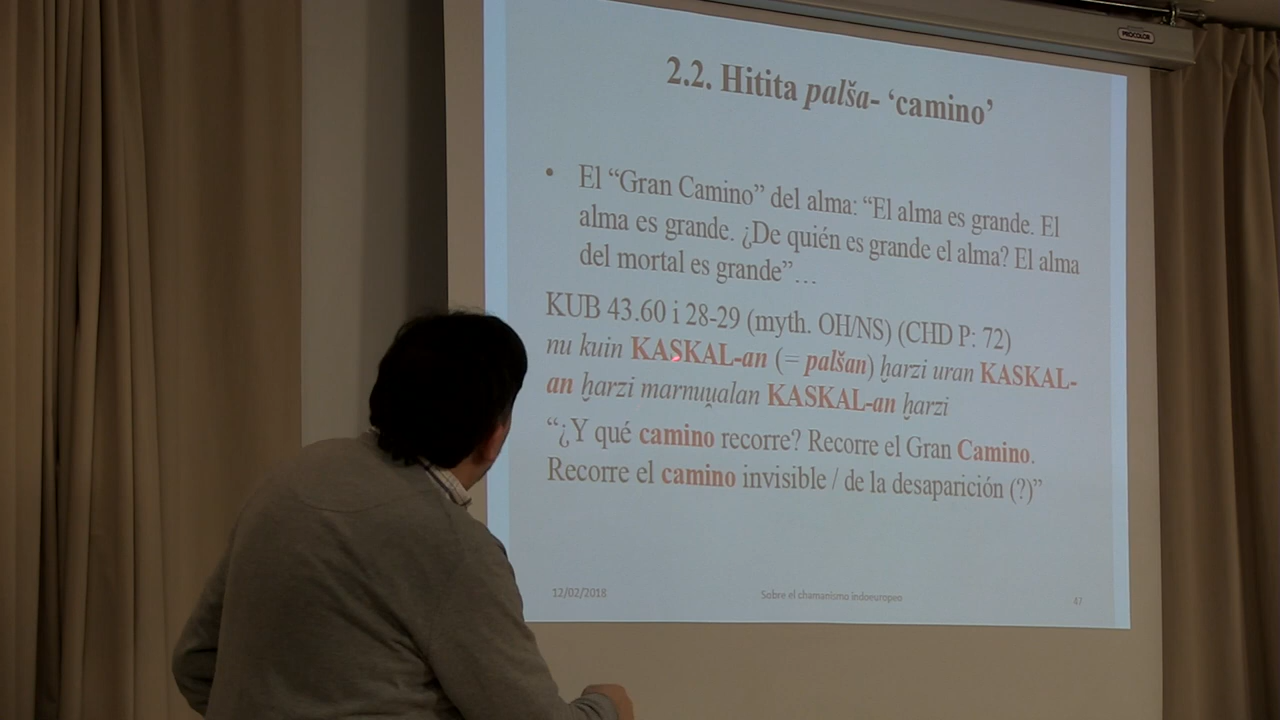 PROCOLOR
2.2. Hitita palša- ‘camino’
• El “Gran Camino” del alma: “El alma es grande. El
alma es grande. ¿De quién es grande el alma? El alma
del mortal es grande”…
KUB 43.60 i 28-29 (myth. OH/NS) (CHD P: 72)
nu kuin KASKAL-an (= palšan) ḫarzi uran KASKAL-
an ḫarzi marnuu̯alan KASKAL-an ḫarzi
“¿Y qué camino recorre? Recorre el Gran Camino.
Recorre el camino invisible / de la desaparición (?)”
12/02/2018
Sobre el chamanismo indoeuropeo
47